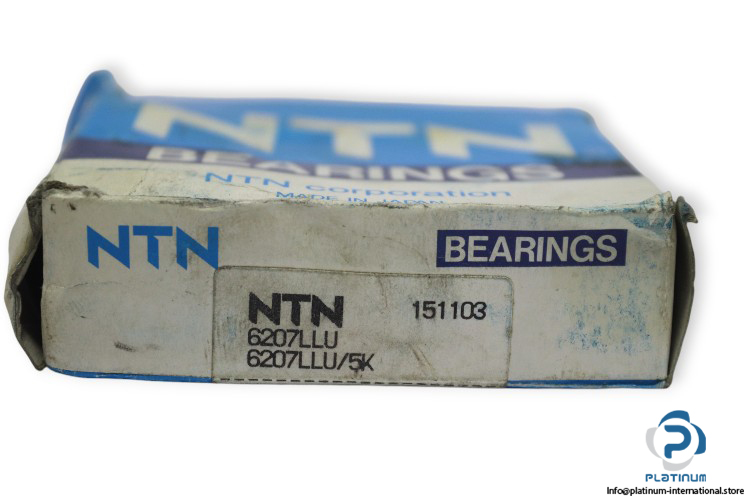 NTN
BEARINGS
NTN corporation
MADE IN JAPAN
NTN BEARINGS
NTN 151103
6207LLU
6207LLU/5K
PLATINUM
Info@platinum-international.store